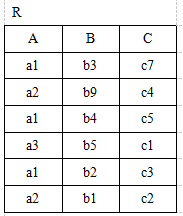 R
A B C
a1 b3 c7
a2 b9 c4
a1 b4 c5
a3 b5 c1
a1 b2 c3
a2 b1 c2